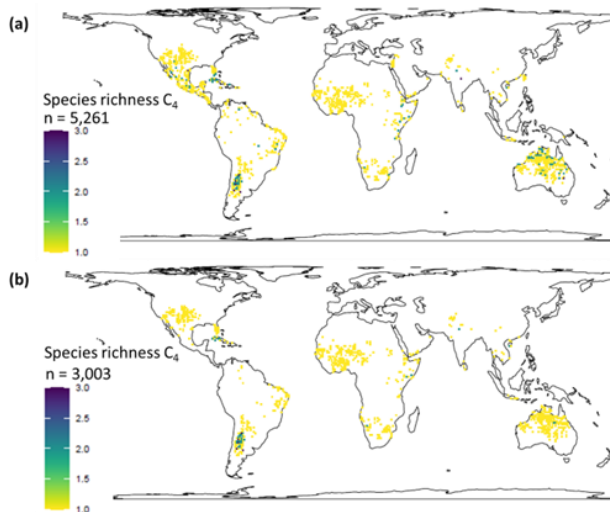 (a)
Species richness C₄
n = 5,261
3.0
2.5
2.0
1.5
1.0
(b)
Species richness C₄
n = 3,003
3.0
2.5
2.0
1.5
1.0